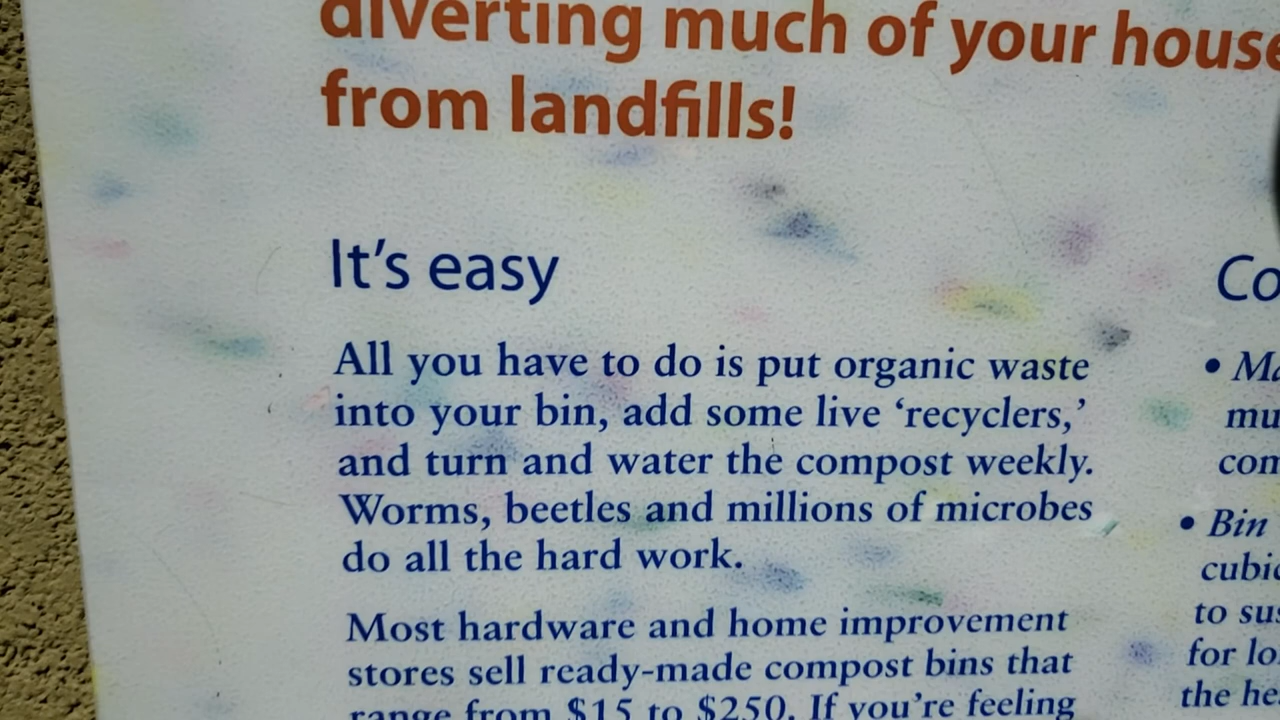 diverting much of your house
from landfills!
It's easy
All you have to do is put organic waste
into your bin, add some live ‘recyclers,’
and turn and water the compost weekly.
Worms, beetles and millions of microbes
do all the hard work.
Most hardware and home improvement
stores sell ready-made compost bins that
range from $15 to $250. If you're feeling
Co
• Ma
mu
com
• Bin
cubic
to sus
for lo
the he